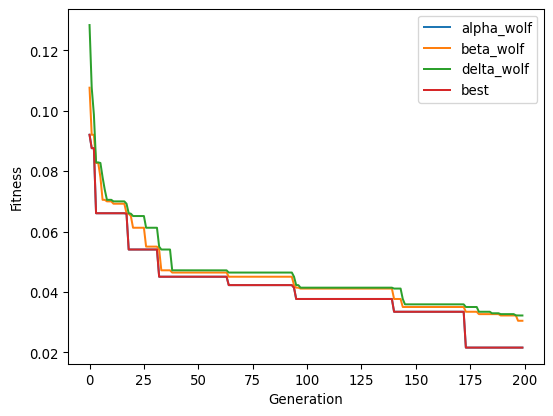 alpha_wolf
beta_wolf
delta_wolf
best
Fitness
0.12
0.10
0.08
0.06
0.04
0.02
0 25 50 75 100 125 150 175 200
Generation